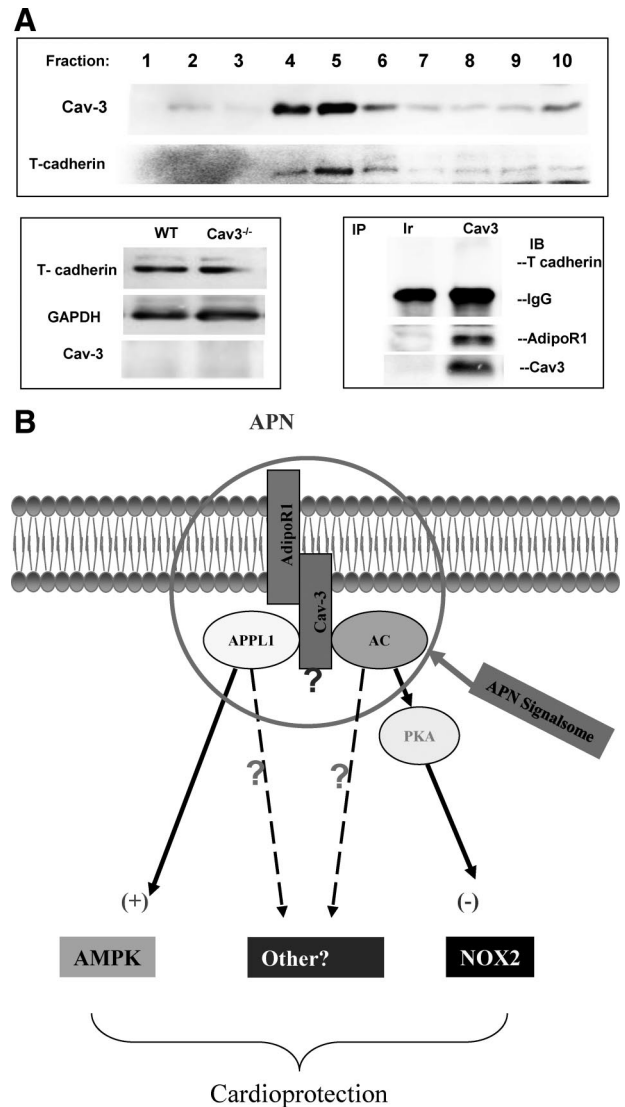 A
Fraction: 1 2 3 4 5 6 7 8 9 10
Cav-3
T-cadherin
WT Cav3-/-
T- cadherin
GAPDH
Cav-3
IP Ir Cav3
IB
--T cadherin
--IgG
--AdipoR1
--Cav3
B
APN
AdipoR1
Cav-3
APPL1
AC
?
APN Signalsome
PKA
? ?
(+) (-)
AMPK Other? NOX2
Cardioprotection